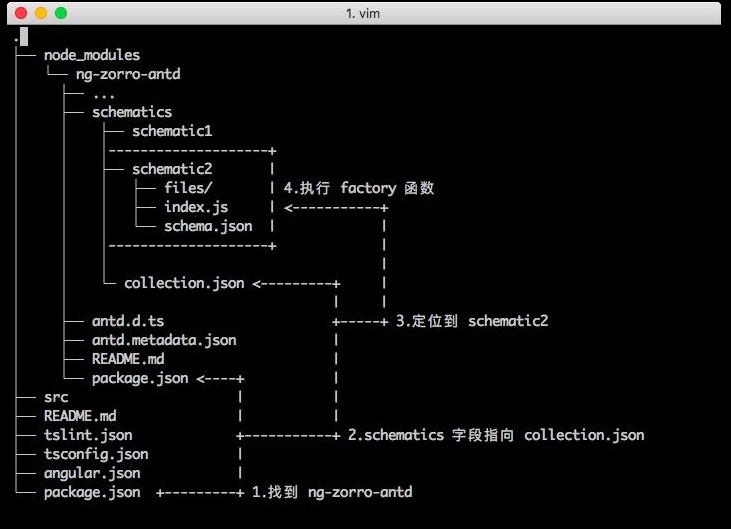 1. vim
.
├── node_modules
│   └── ng-zorro-antd
│       ├── ...
│       ├── schematics
│       │    ├── schematic1
│       │    │--------------------+
│       │    ├── schematic2       |
│       │    │   ├── files/       | 4.执行 factory 函数
│       │    │   ├── index.js     | <-----------+
│       │    │   └── schema.json  |             |
│       │    │--------------------+             |
│       │    │                                  |
│       │    └─ collection.json <---------+     |
│       │                                 |     |
│       ├── antd.d.ts                     +-----+ 3.定位到 schematic2
│       ├── antd.metadata.json            |
│       ├── README.md                     |
│       └── package.json <----+           |
├── src                       |           |
├── README.md                 |           |
├── tslint.json               +-----------+ 2.schematics 字段指向 collection.json
├── tsconfig.json             |
├── angular.json              |
└── package.json  +---------+ 1.找到 ng-zorro-antd